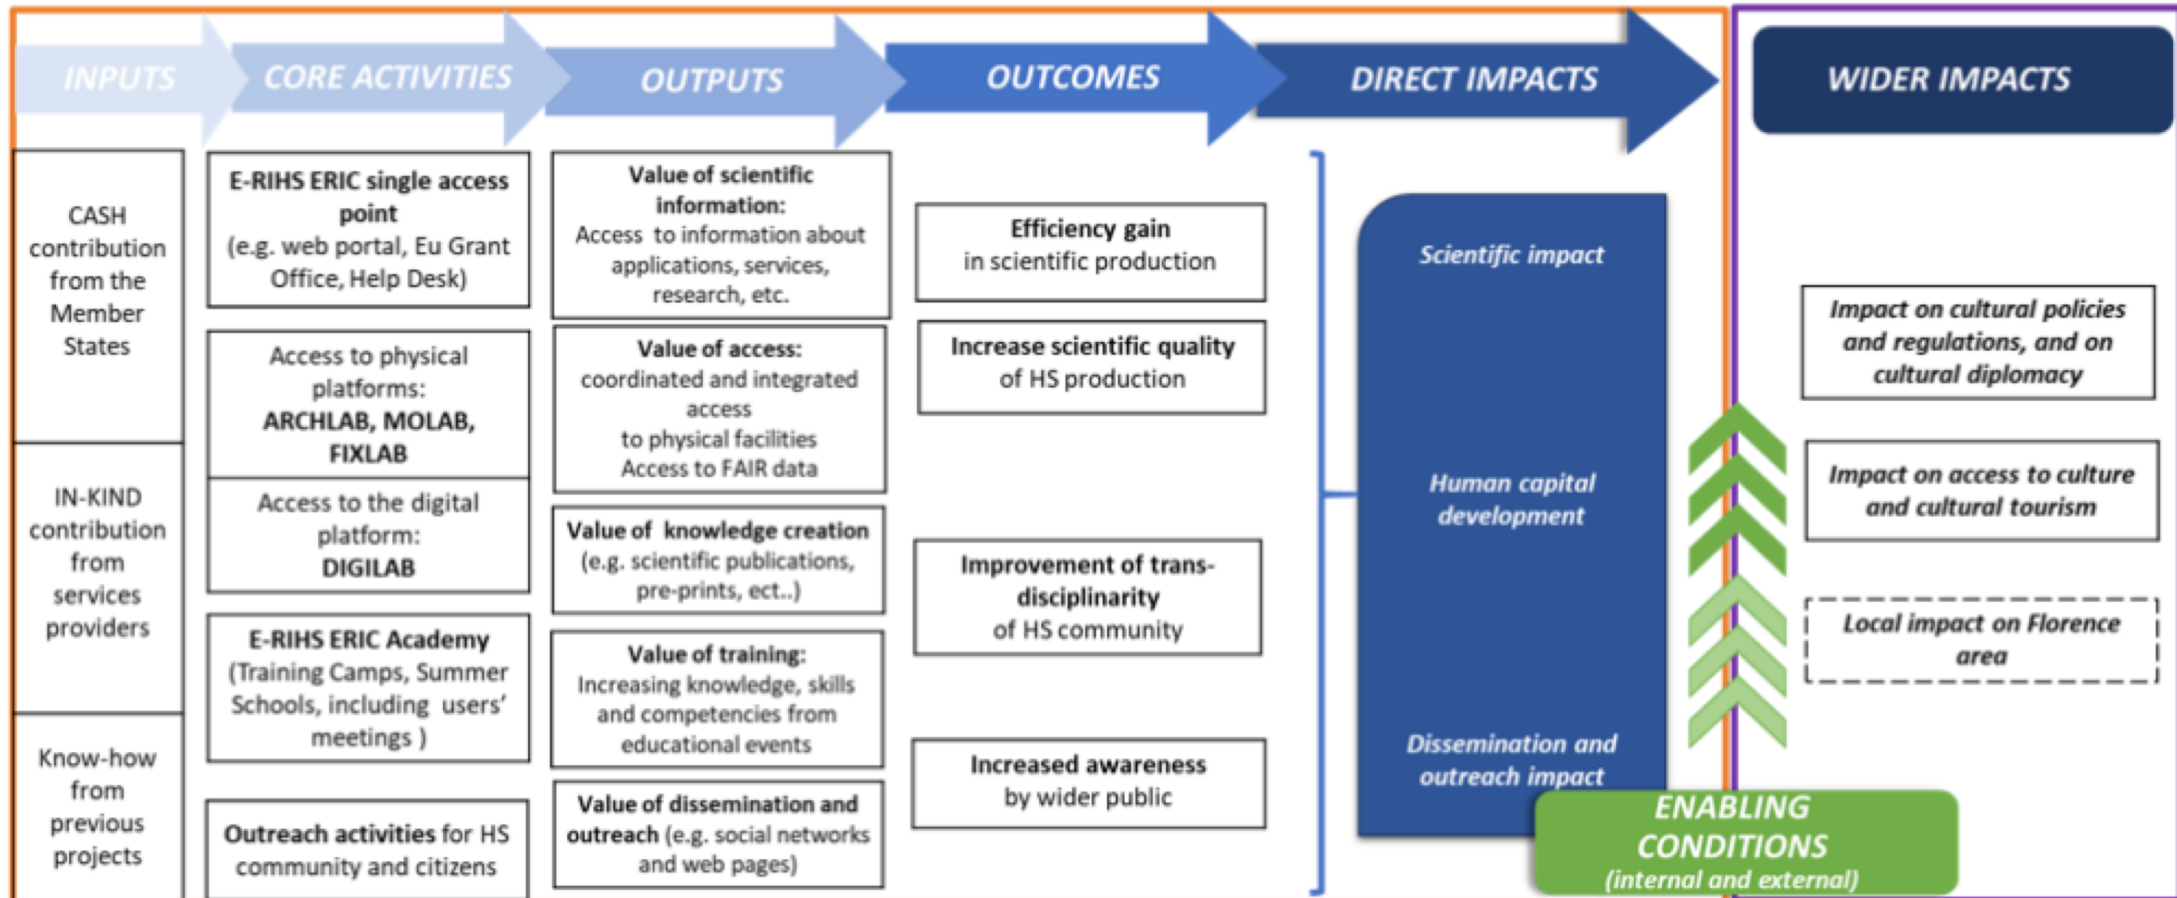 INPUTS
CORE ACTIVITIES
OUTPUTS
OUTCOMES
DIRECT IMPACTS
WIDER IMPACTS
CASH
contribution
from the
Member
States
IN-KIND
contribution
from
services
providers
Know-how
from
previous
projects
E-RIHS ERIC single access
point
(e.g. web portal, Eu Grant
Office, Help Desk)
Access to physical
platforms:
ARCHLAB, MOLAB,
FIXLAB
Access to the digital
platform:
DIGILAB
E-RIHS ERIC Academy
(Training Camps, Summer
Schools, including users’
meetings )
Outreach activities for HS
community and citizens
Value of scientific
information:
Access to information about
applications, services,
research, etc.
Value of access:
coordinated and integrated
access
to physical facilities
Access to FAIR data
Value of knowledge creation
(e.g. scientific publications,
pre-prints, ect..)
Value of training:
Increasing knowledge, skills
and competencies from
educational events
Value of dissemination and
outreach (e.g. social networks
and web pages)
Efficiency gain
in scientific production
Increase scientific quality
of HS production
Improvement of trans-
disciplinarity
of HS community
Increased awareness
by wider public
Scientific impact
Human capital
development
Dissemination and
outreach impact
ENABLING
CONDITIONS
(internal and external)
Impact on cultural policies
and regulations, and on
cultural diplomacy
Impact on access to culture
and cultural tourism
Local impact on Florence
area